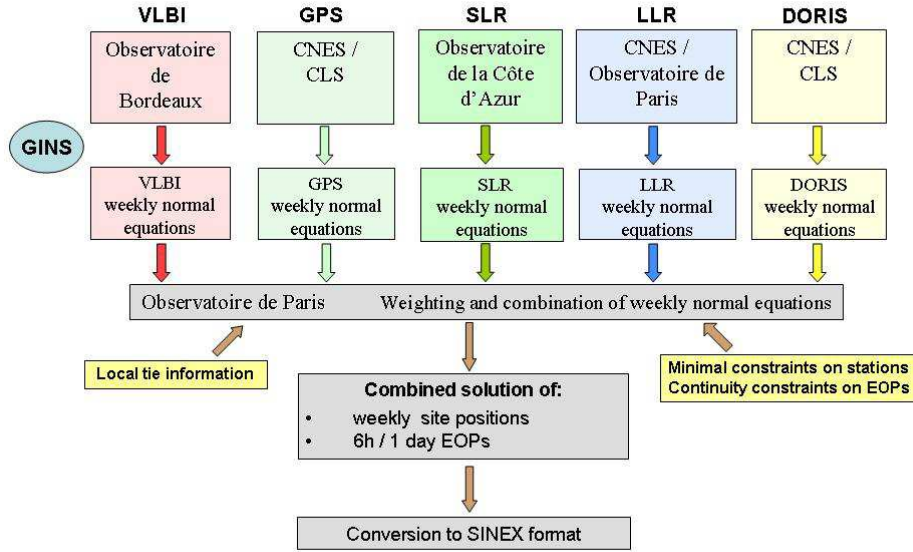 VLBI
GPS
SLR
LLR
DORIS
Observatoire
de
Bordeaux
CNES /
CLS
Observatoire
de la Côte
d'Azur
CNES /
Observatoire de
Paris
CNES /
CLS
GINS
VLBI
weekly normal
equations
GPS
weekly normal
equations
SLR
weekly normal
equations
LLR
weekly normal
equations
DORIS
weekly normal
equations
Observatoire de Paris Weighting and combination of weekly normal equations
Local tie information
Minimal constraints on stations
Continuity constraints on EOPs
Combined solution of:
• weekly site positions
• 6h / 1 day EOPs
Conversion to SINEX format